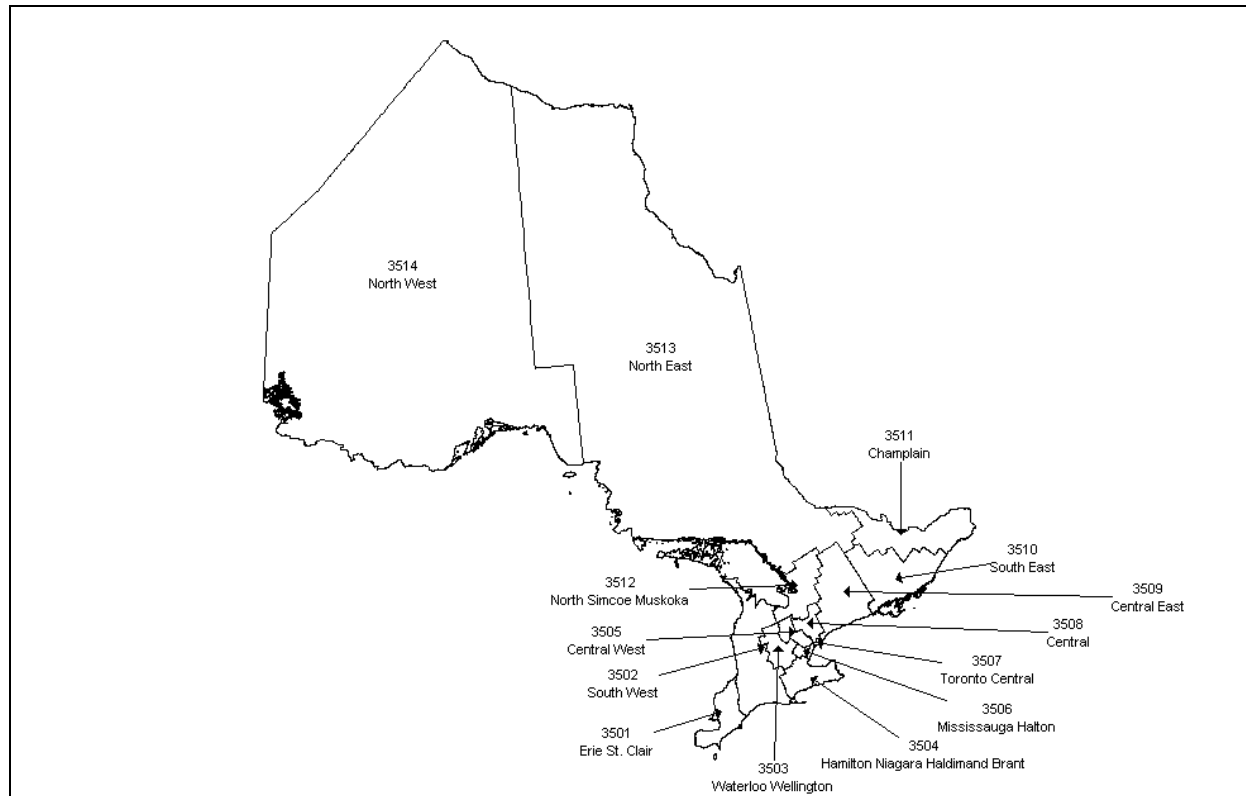 3514
North West
3513
North East
3511
Champlain
3510
South East
3512
North Simcoe Muskoka
3509
Central East
3505
Central West
3508
Central
3502
South West
3507
Toronto Central
3506
Mississauga Halton
3501
Erie St. Clair
3504
Hamilton Niagara Haldimand Brant
3503
Waterloo Wellington